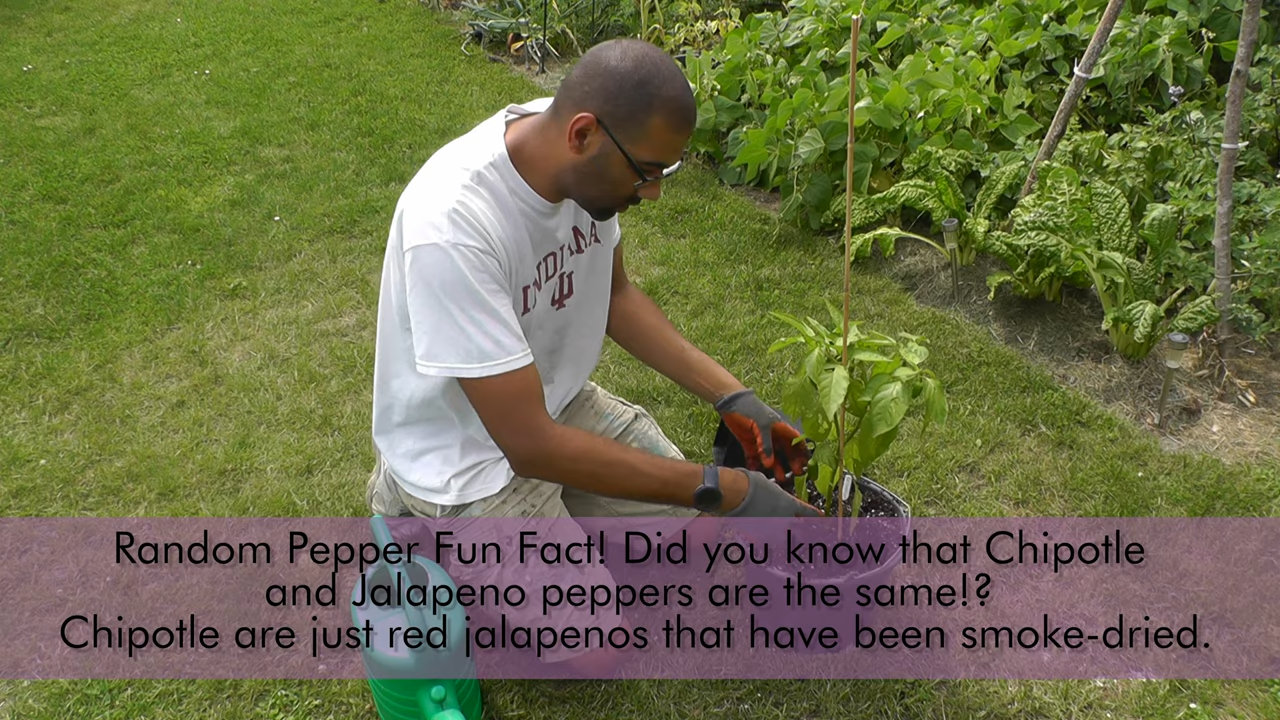 INDIANA
IU
Random Pepper Fun Fact! Did you know that Chipotle
and Jalapeno peppers are the same!?
Chipotle are just red jalapenos that have been smoke-dried.